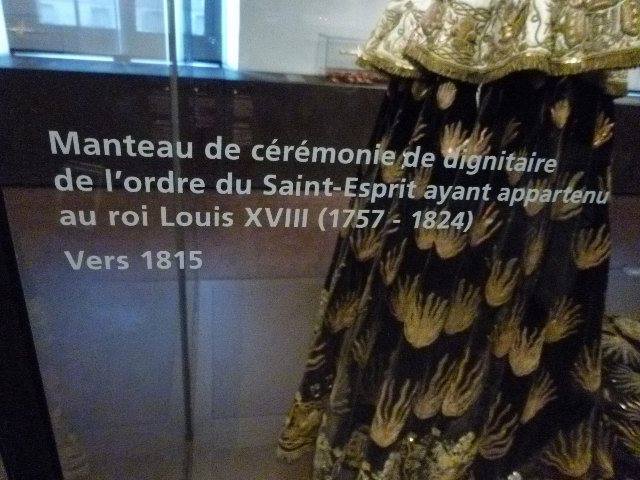 Manteau de cérémonie de dignitaire
de l'ordre du Saint-Esprit ayant appartenu
au roi Louis XVIII (1757 - 1824)
Vers 1815